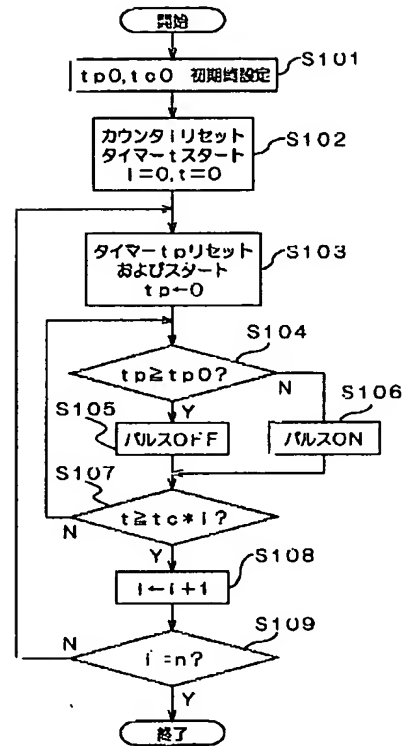 開始
tp0,tc0 初期値設定
S101
カウンタiリセット
タイマーtスタート
i=0,t=0
S102
タイマーtpリセット
およびスタート
tp←0
S103
tp≧tp0?
S104
N
Y
S105
パルスOFF
S106
パルスON
S107
t≧tc*i?
N
Y
S108
i←i+1
S109
N
i=n?
Y
終了